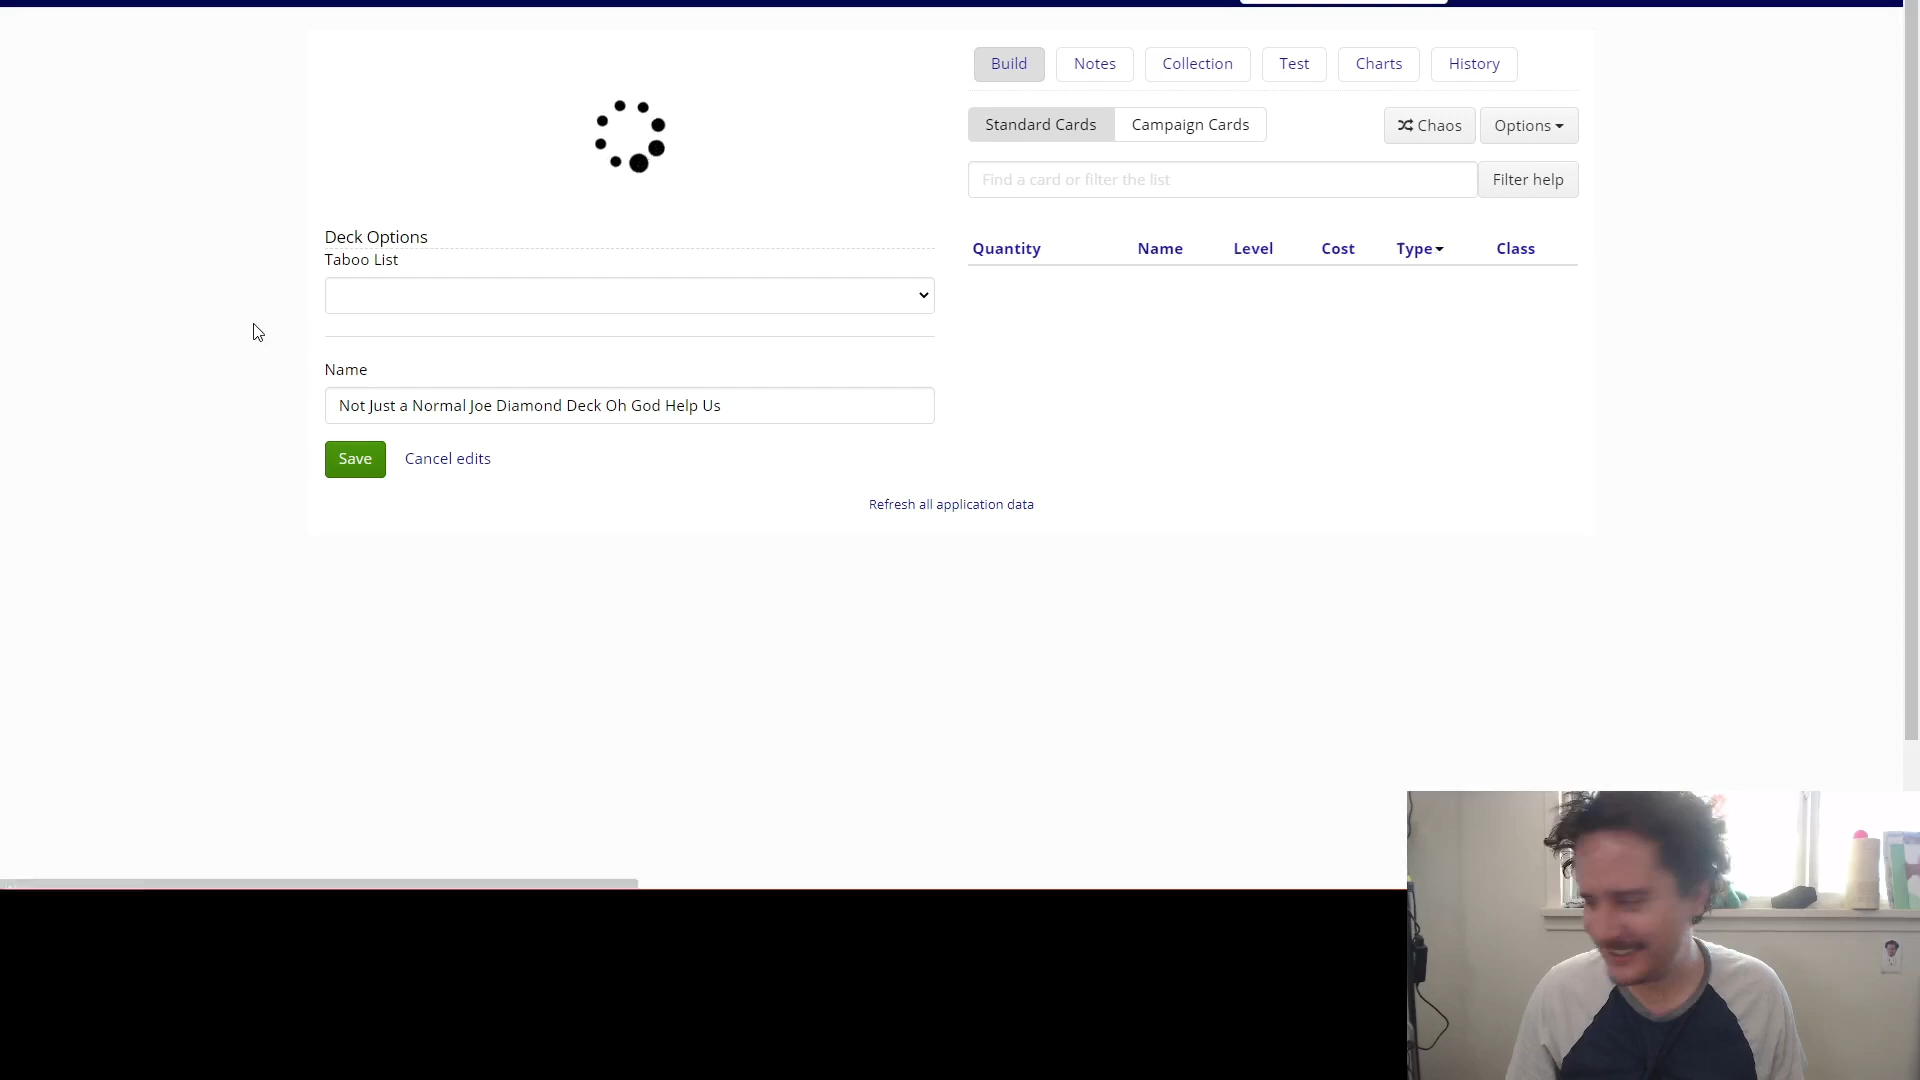 Build
Notes
Collection
Test
Charts
History
Standard Cards
Campaign Cards
Chaos
Options
Find a card or filter the list
Filter help
Deck Options
Taboo List
Quantity
Name
Level
Cost
Type
Class
Name
Not Just a Normal Joe Diamond Deck Oh God Help Us
Save
Cancel edits
Refresh all application data